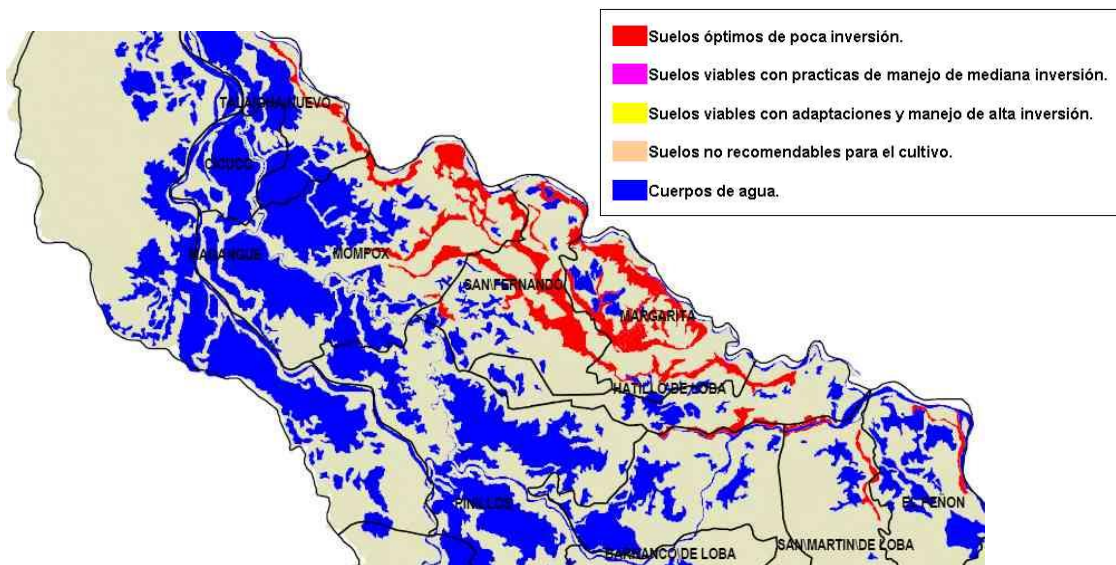 Suelos óptimos de poca inversión.
Suelos viables con practicas de manejo de mediana inversión.
Suelos viables con adaptaciones y manejo de alta inversión.
Suelos no recomendables para el cultivo.
Cuerpos de agua.
CICUCO
MOMPOX
SAN\FERNANDO
MARGARITA
HATILLO\DE\LOBA
PINILLOS
EL PEÑON
BARRANCO\DE LOBA
SAN\MARTIN\DE LOBA